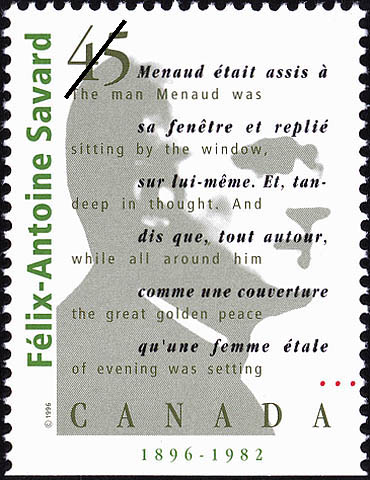 45
Menaud était assis à
The man Menaud was
sa fenêtre et replié
sitting by the window,
sur lui-même. Et, tan-
deep in thought. And
dis que, tout autour,
while all around him
comme une couverture
the great golden peace
qu'une femme étale
of evening was setting
...
Félix-Antoine Savard
© 1996
CANADA
1896-1982